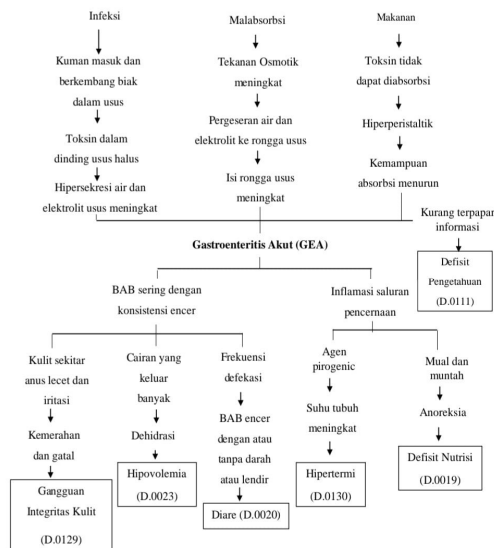 Infeksi
Kuman masuk dan
berkembang biak
dalam usus
Toksin dalam
dinding usus halus
Hipersekresi air dan
elektrolit usus meningkat
Malabsorbsi
Tekanan Osmotik
meningkat
Pergeseran air dan
elektrolit ke rongga usus
Isi rongga usus
meningkat
Makanan
Toksin tidak
dapat diabsorbsi
Hiperperistaltik
Kemampuan
absorbsi menurun
Kurang terpapar
informasi
Defisit
Pengetahuan
(D.0111)
Gastroenteritis Akut (GEA)
BAB sering dengan
konsistensi encer
Inflamasi saluran
pencernaan
Kulit sekitar
anus lecet dan
iritasi
Kemerahan
dan gatal
Gangguan
Integritas Kulit
(D.0129)
Cairan yang
keluar
banyak
Dehidrasi
Hipovolemia
(D.0023)
Frekuensi
defekasi
BAB encer
dengan atau
tanpa darah
atau lendir
Diare (D.0020)
Agen
pirogenic
Suhu tubuh
meningkat
Hipertermi
(D.0130)
Mual dan
muntah
Anoreksia
Defisit Nutrisi
(D.0019)